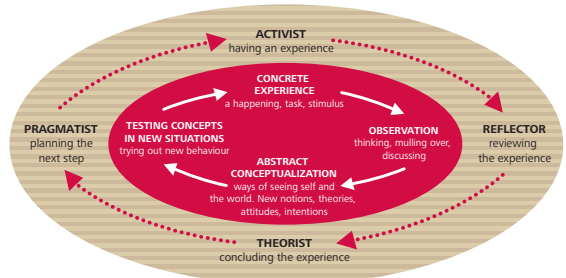 ACTIVIST
having an experience
CONCRETE
EXPERIENCE
a happening, task, stimulus
PRAGMATIST
planning the
next step
TESTING CONCEPTS
IN NEW SITUATIONS
trying out new behaviour
OBSERVATION
thinking, mulling over,
discussing
REFLECTOR
reviewing
the experience
ABSTRACT
CONCEPTUALIZATION
ways of seeing self and
the world. New notions, theories,
attitudes, intentions
THEORIST
concluding the experience